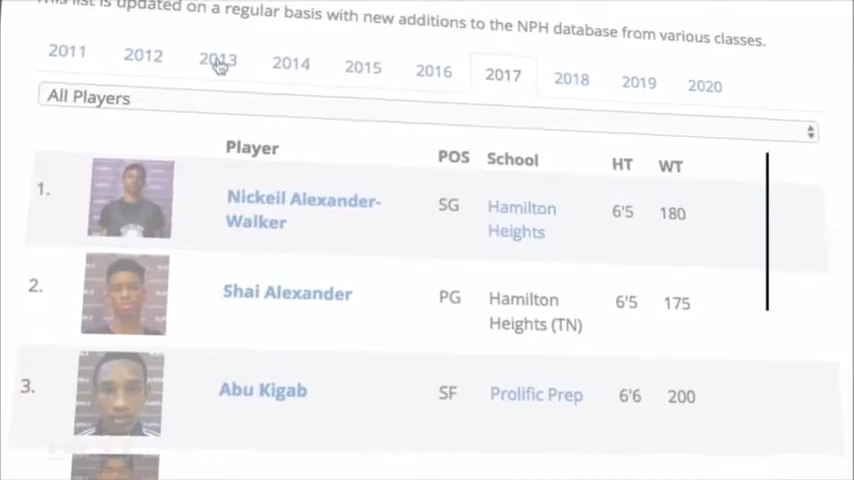 This list is updated on a regular basis with new additions to the NPH database from various classes.
2011 2012 2013 2014 2015 2016 2017 2018 2019 2020
All Players
Player POS School HT WT
1. Nickeil Alexander-Walker SG Hamilton Heights 6'5 180
2. Shai Alexander PG Hamilton Heights (TN) 6'5 175
3. Abu Kigab SF Prolific Prep 6'6 200